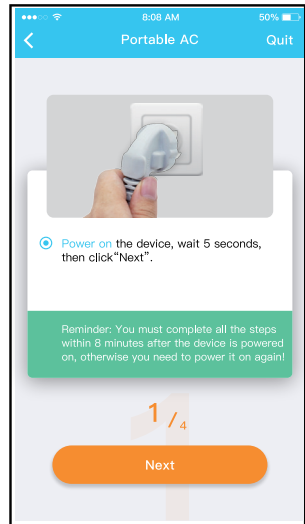 8:08 AM
50%
Portable AC
Quit
Power on the device, wait 5 seconds,
then click“Next”.
Reminder: You must complete all the steps
within 8 minutes after the device is powered
on, otherwise you need to power it on again!
1/4
Next